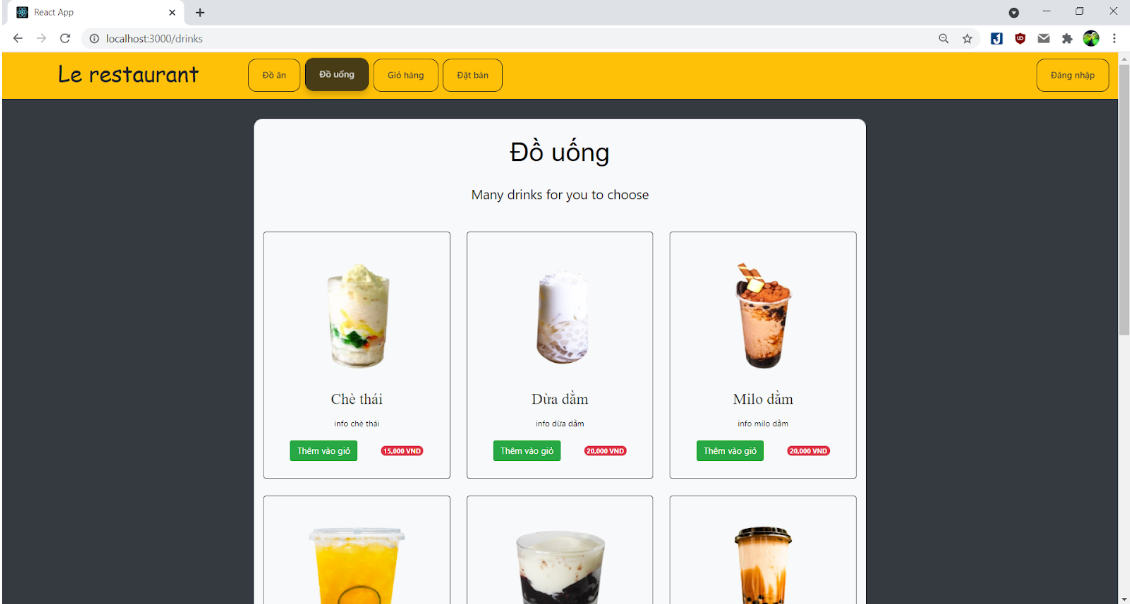 React App
localhost:3000/drinks
Le restaurant
Đồ ăn
Đồ uống
Giỏ hàng
Đặt bàn
Đăng nhập
Đồ uống
Many drinks for you to choose
Chè thái
Dừa dầm
Milo dầm
info chè thái
info dừa dầm
info milo dầm
Thêm vào giỏ
15,000 VND
Thêm vào giỏ
20,000 VND
Thêm vào giỏ
20,000 VND